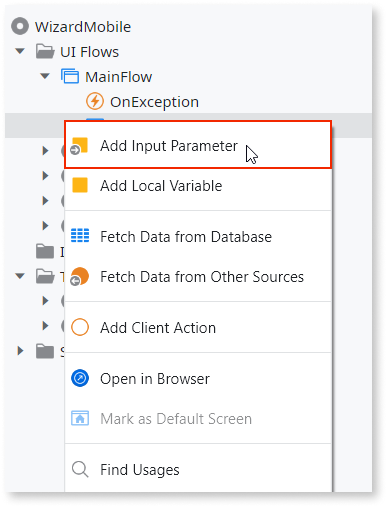 WizardMobile
UI Flows
MainFlow
OnException
Add Input Parameter
Add Local Variable
Fetch Data from Database
Fetch Data from Other Sources
Add Client Action
Open in Browser
Mark as Default Screen
Find Usages